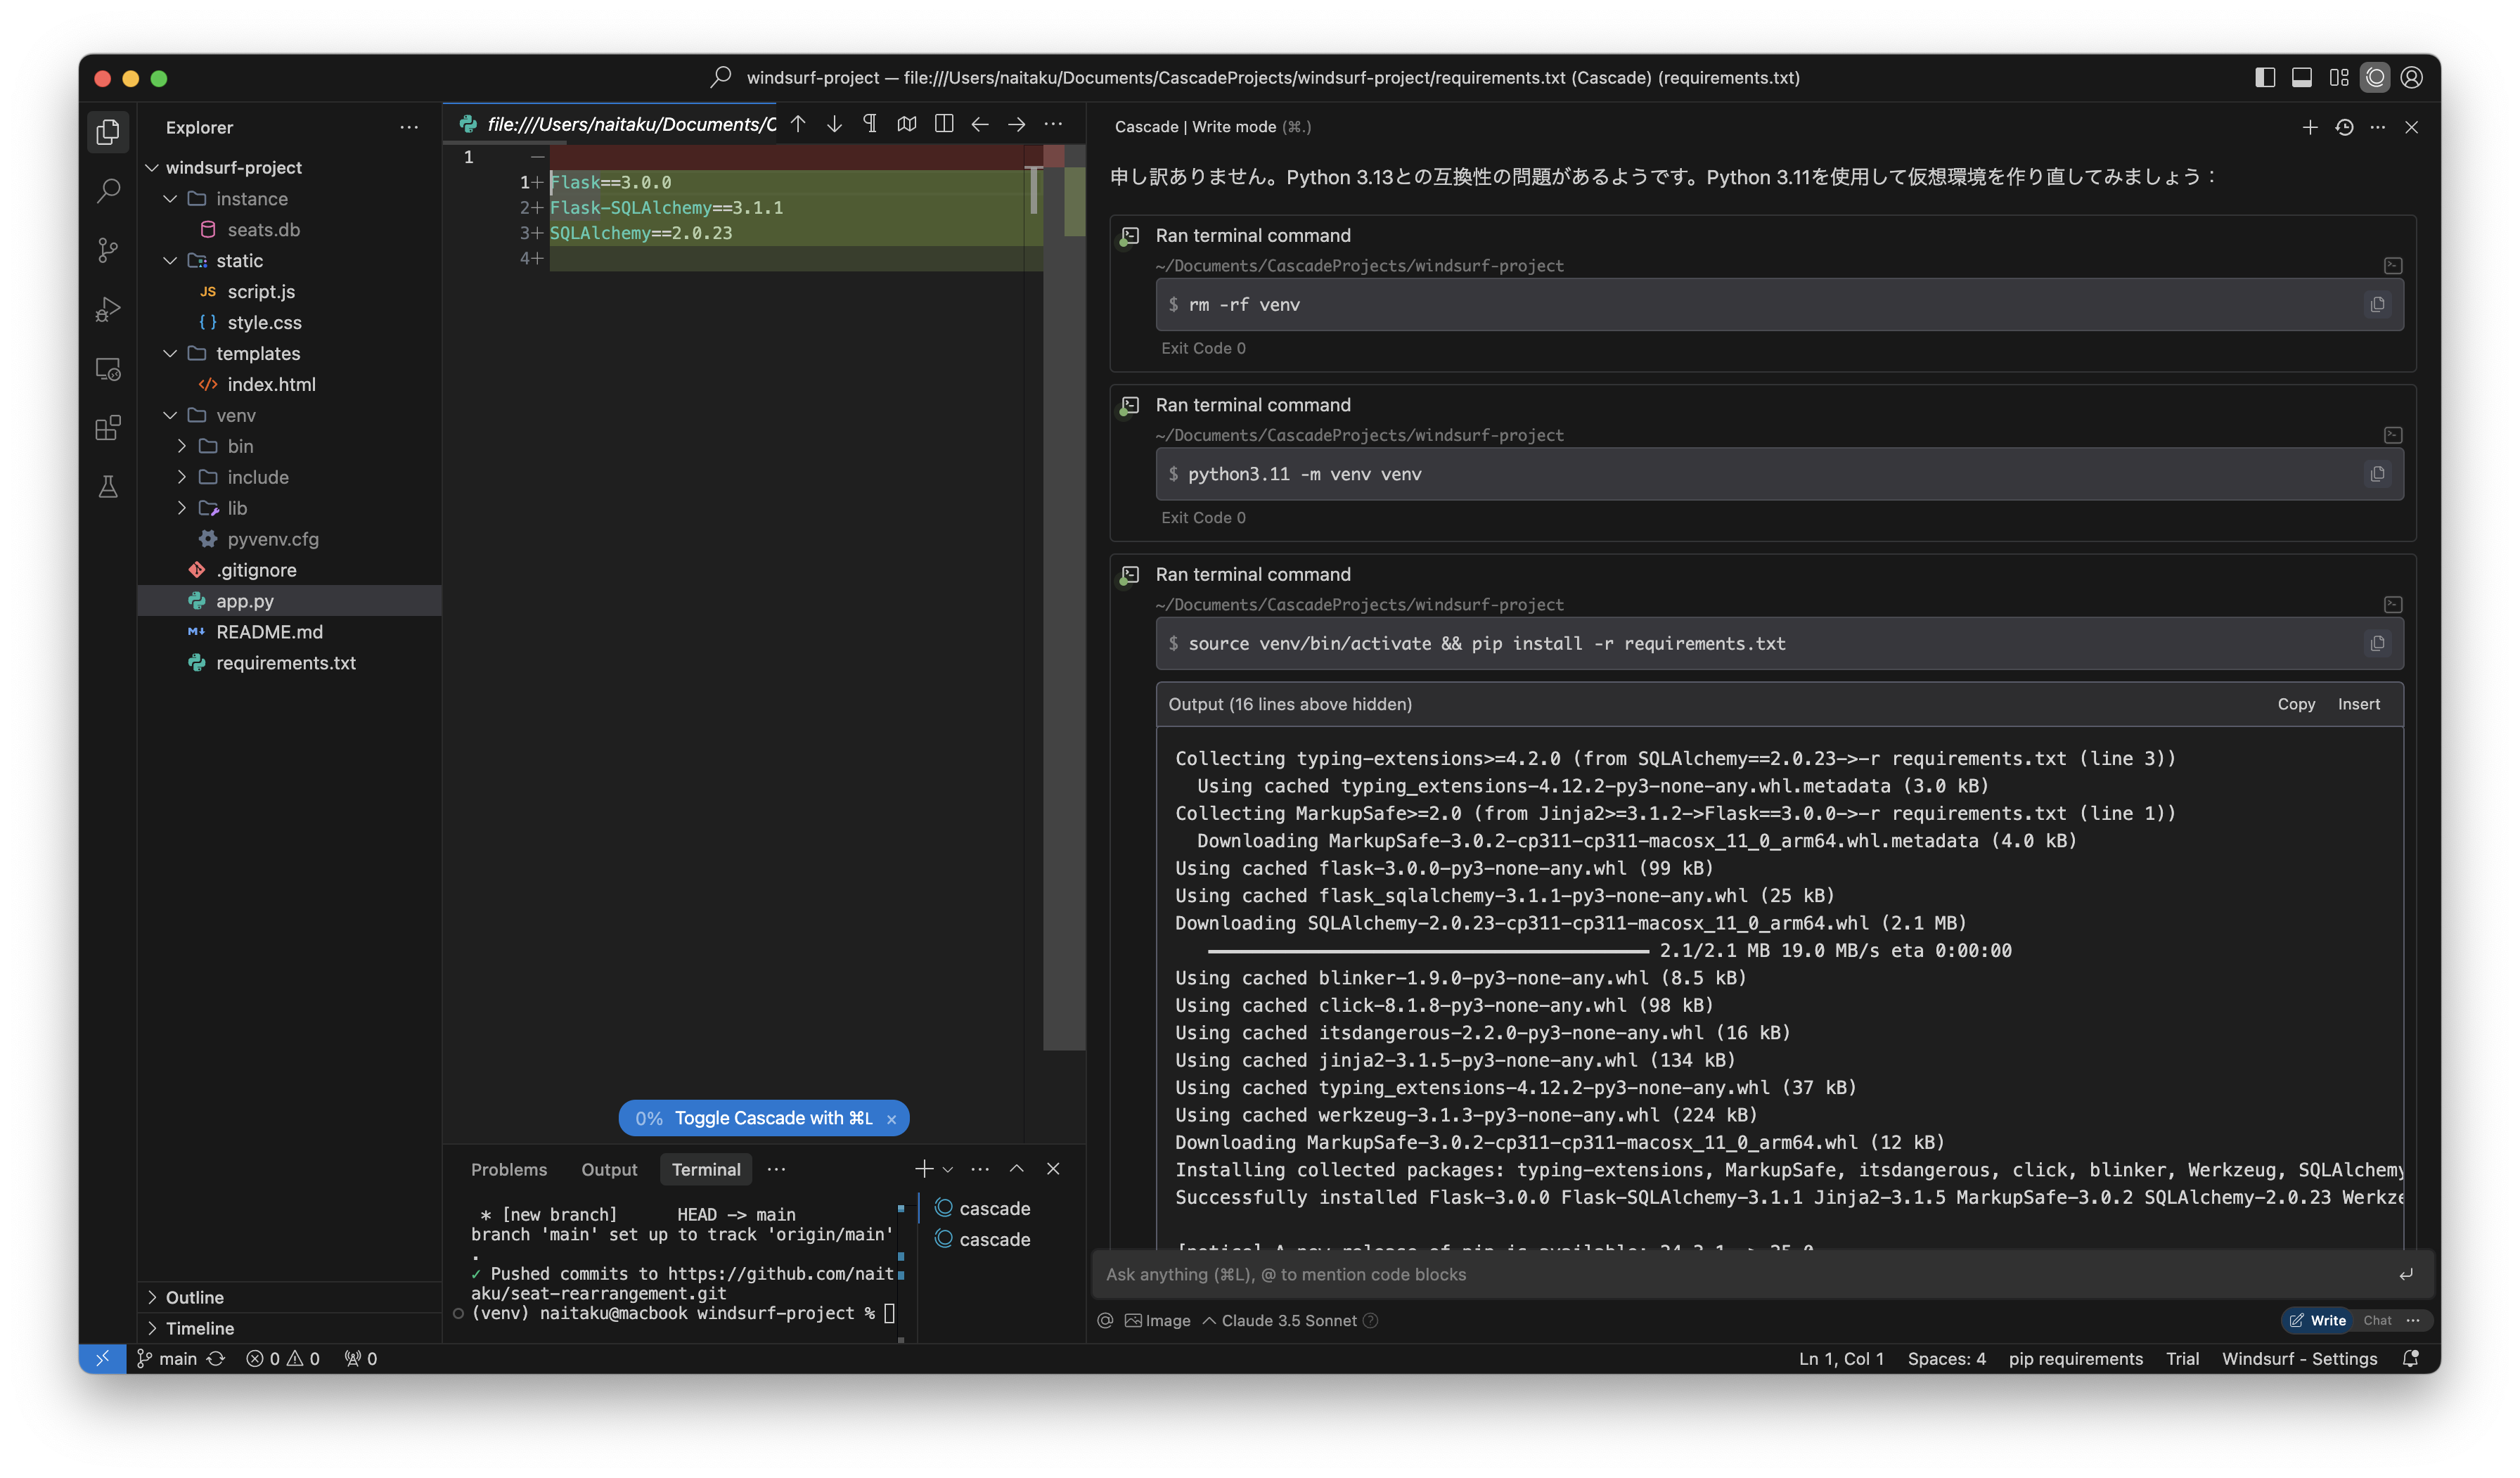 windsurf-project — file:///Users/naitaku/Documents/CascadeProjects/windsurf-project/requirements.txt (Cascade) (requirements.txt)
Explorer
windsurf-project
instance
seats.db
static
JS script.js
{ } style.css
templates
</> index.html
venv
bin
include
lib
pyvenv.cfg
.gitignore
app.py
M↓ README.md
requirements.txt
Outline
Timeline
file:///Users/naitaku/Documents/C
1 —
1+ Flask==3.0.0
2+ Flask-SQLAlchemy==3.1.1
3+ SQLAlchemy==2.0.23
4+
0% Toggle Cascade with ⌘L ×
Problems Output Terminal ···
* [new branch]      HEAD -> main
branch 'main' set up to track 'origin/main'
.
✓ Pushed commits to https://github.com/nait
aku/seat-rearrangement.git
(venv) naitaku@macbook windsurf-project %
cascade
cascade
Cascade | Write mode (⌘.)
申し訳ありません。Python 3.13との互換性の問題があるようです。Python 3.11を使用して仮想環境を作り直してみましょう：
Ran terminal command
~/Documents/CascadeProjects/windsurf-project
$ rm -rf venv
Exit Code 0
Ran terminal command
~/Documents/CascadeProjects/windsurf-project
$ python3.11 -m venv venv
Exit Code 0
Ran terminal command
~/Documents/CascadeProjects/windsurf-project
$ source venv/bin/activate && pip install -r requirements.txt
Output (16 lines above hidden) Copy Insert
Collecting typing-extensions>=4.2.0 (from SQLAlchemy==2.0.23->-r requirements.txt (line 3))
Using cached typing_extensions-4.12.2-py3-none-any.whl.metadata (3.0 kB)
Collecting MarkupSafe>=2.0 (from Jinja2>=3.1.2->Flask==3.0.0->-r requirements.txt (line 1))
Downloading MarkupSafe-3.0.2-cp311-cp311-macosx_11_0_arm64.whl.metadata (4.0 kB)
Using cached flask-3.0.0-py3-none-any.whl (99 kB)
Using cached flask_sqlalchemy-3.1.1-py3-none-any.whl (25 kB)
Downloading SQLAlchemy-2.0.23-cp311-cp311-macosx_11_0_arm64.whl (2.1 MB)
2.1/2.1 MB 19.0 MB/s eta 0:00:00
Using cached blinker-1.9.0-py3-none-any.whl (8.5 kB)
Using cached click-8.1.8-py3-none-any.whl (98 kB)
Using cached itsdangerous-2.2.0-py3-none-any.whl (16 kB)
Using cached jinja2-3.1.5-py3-none-any.whl (134 kB)
Using cached typing_extensions-4.12.2-py3-none-any.whl (37 kB)
Using cached werkzeug-3.1.3-py3-none-any.whl (224 kB)
Downloading MarkupSafe-3.0.2-cp311-cp311-macosx_11_0_arm64.whl (12 kB)
Installing collected packages: typing-extensions, MarkupSafe, itsdangerous, click, blinker, Werkzeug, SQLAlchemy
Successfully installed Flask-3.0.0 Flask-SQLAlchemy-3.1.1 Jinja2-3.1.5 MarkupSafe-3.0.2 SQLAlchemy-2.0.23 Werkze
[notice] A new release of pip is available: 24.3.1 -> 25.0
Ask anything (⌘L), @ to mention code blocks
@ Image Claude 3.5 Sonnet
Write Chat ···
main 0 0 0
Ln 1, Col 1 Spaces: 4 pip requirements Trial Windsurf - Settings